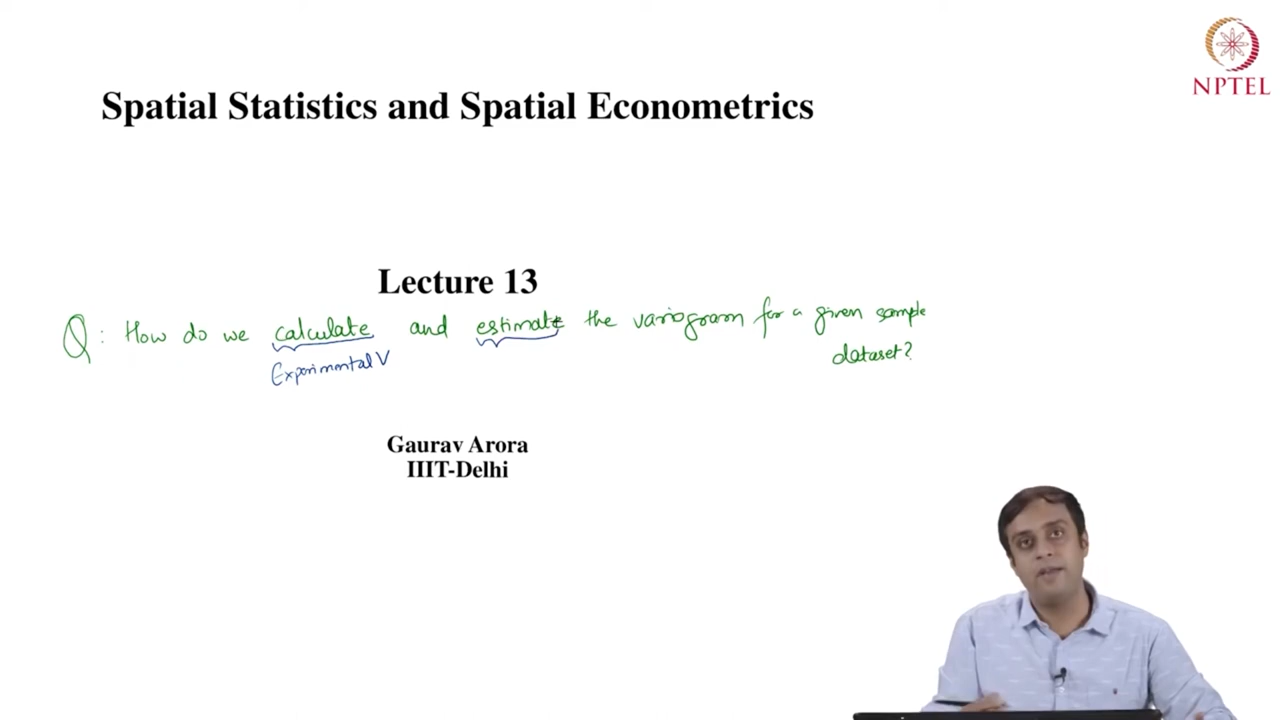 NPTEL
Spatial Statistics and Spatial Econometrics
Lecture 13
Q: How do we calculate and estimate the variogram for a given sample
dataset?
Experimental V
Gaurav Arora
IIIT-Delhi